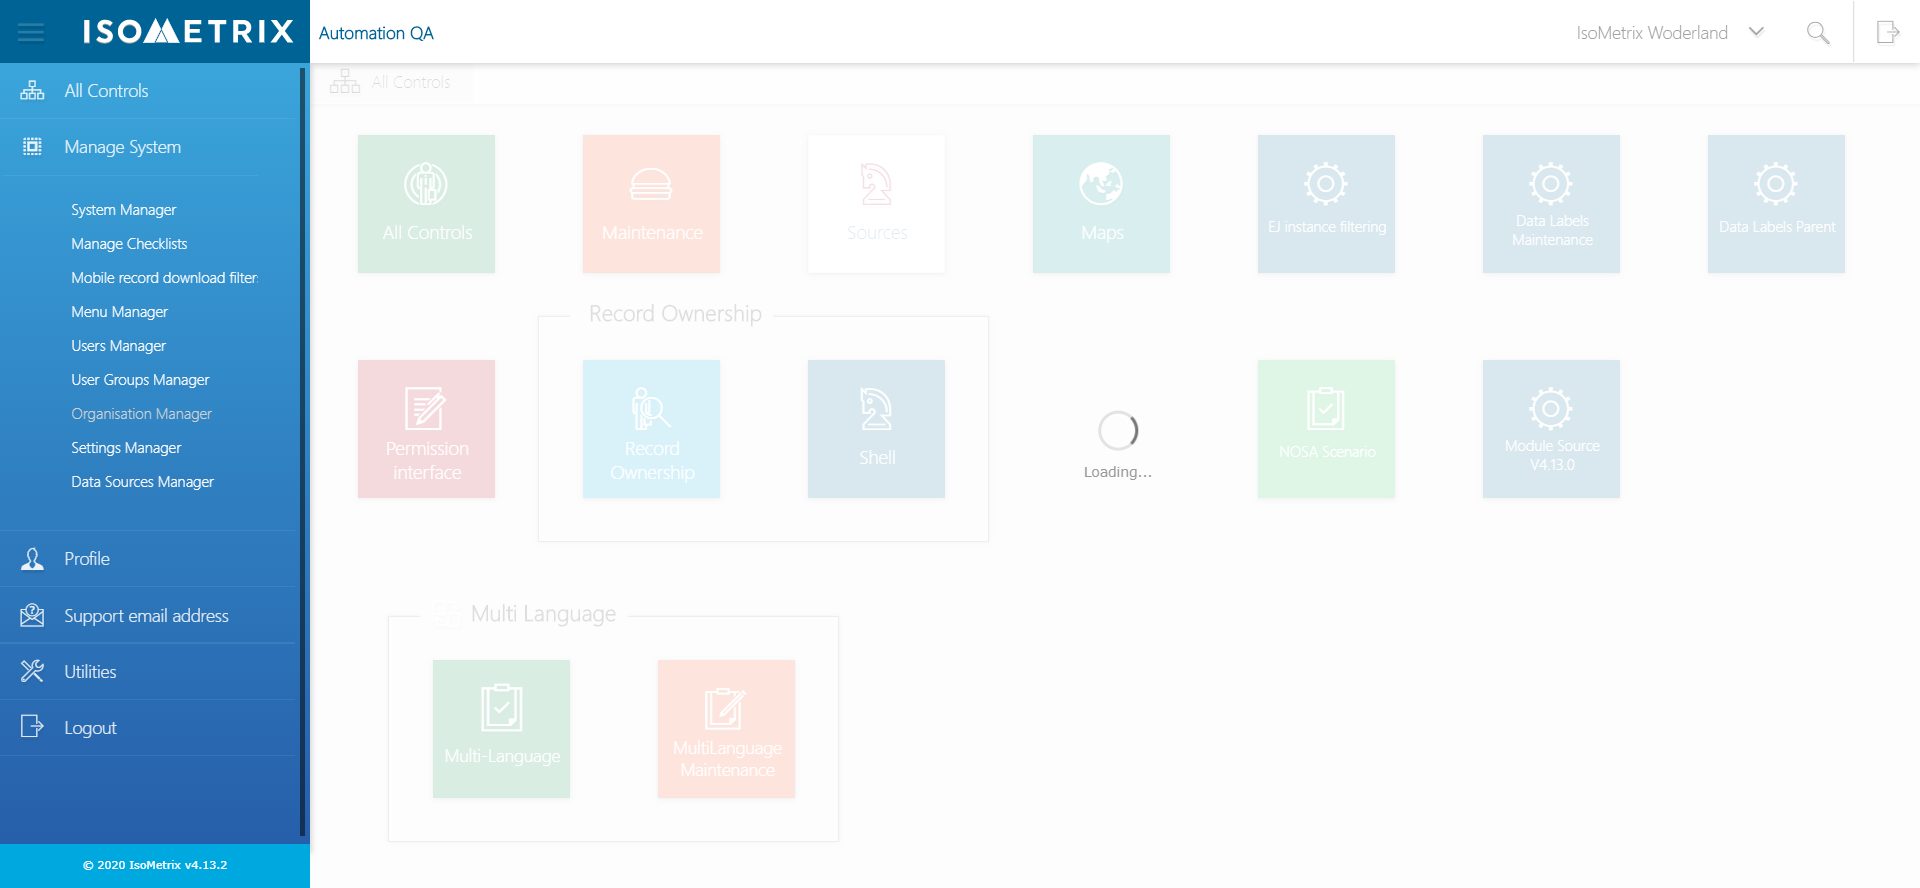 ISOMETRIX
Automation QA
IsoMetrix Woderland
All Controls
Manage System
System Manager
Manage Checklists
Mobile record download filter
Menu Manager
Users Manager
User Groups Manager
Organisation Manager
Settings Manager
Data Sources Manager
Profile
Support email address
Utilities
Logout
© 2020 IsoMetrix v4.13.2
All Controls
All Controls
Maintenance
Sources
Maps
EJ instance filtering
Data Labels
Maintenance
Data Labels Parent
Record Ownership
Permission
interface
Record
Ownership
Shell
Loading...
NOSA Scenario
Module Source
V4.13.0
Multi Language
Multi-Language
MultiLanguage
Maintenance